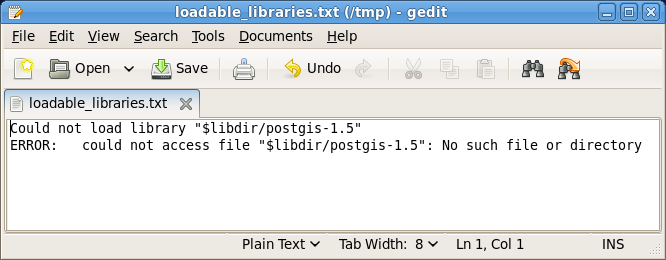 loadable_libraries.txt (/tmp) - gedit
File Edit View Search Tools Documents Help
Open Save Undo
loadable_libraries.txt
Could not load library "$libdir/postgis-1.5"
ERROR:   could not access file "$libdir/postgis-1.5": No such file or directory
Plain Text Tab Width: 8 Ln 1, Col 1 INS